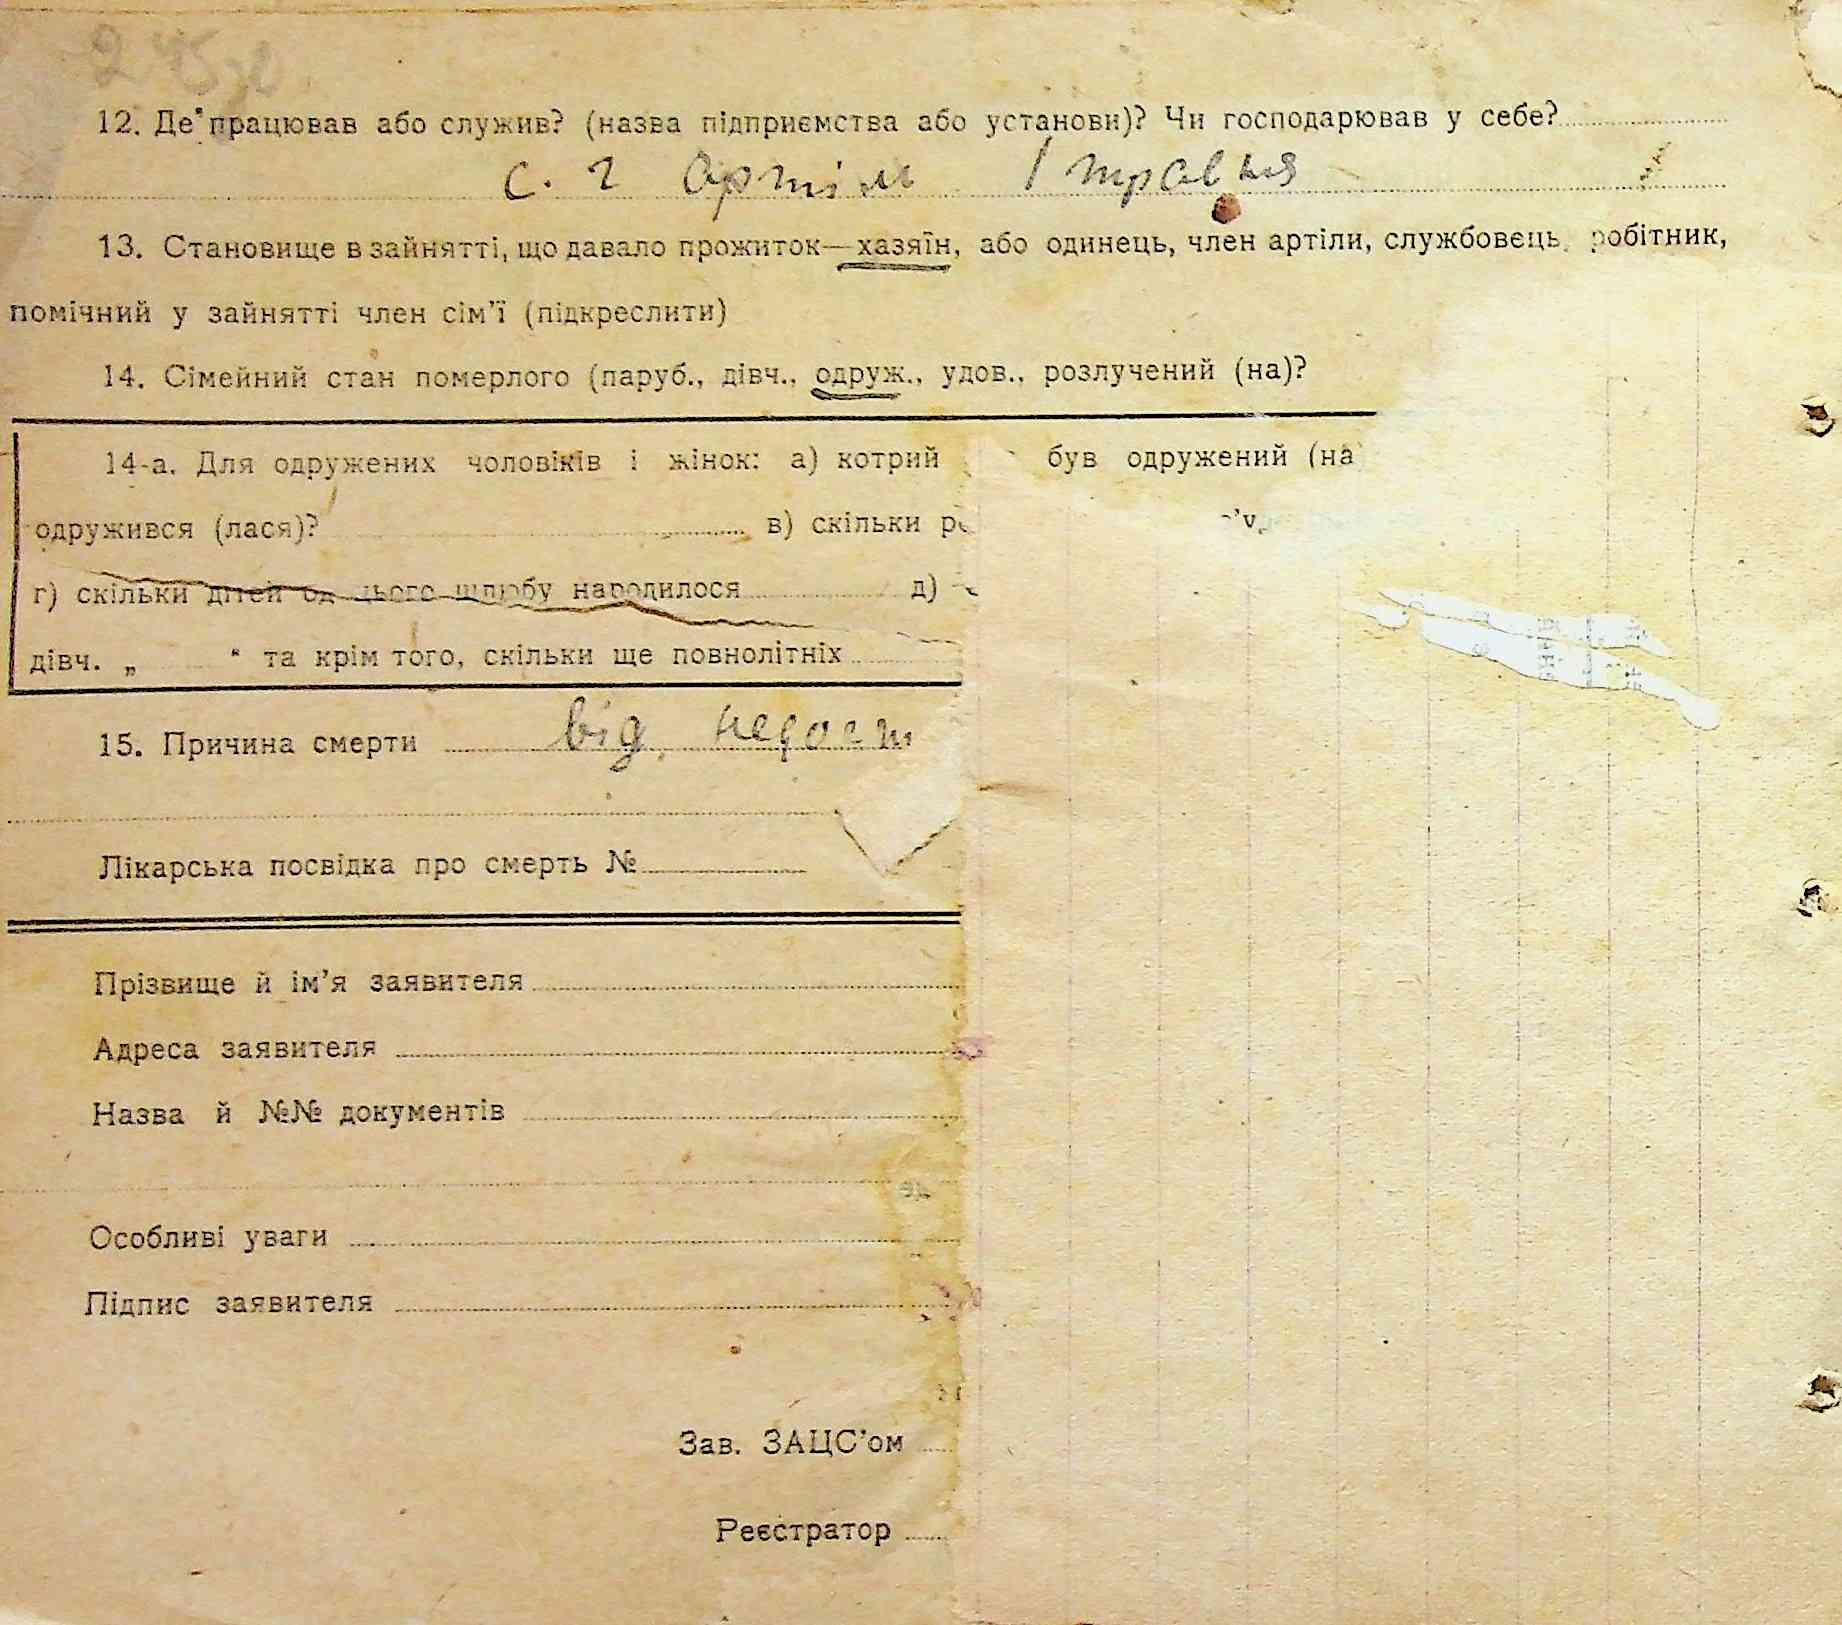 12. Де працював або служив? (назва підприємства або установи)? Чи господарював у себе?
с. г артіл 1 травня
13. Становище в зайнятті, що давало прожиток—хазяїн, або одинець, член артіли, службовець, робітник,
помічний у зайнятті член сім'ї (підкреслити)
14. Сімейний стан померлого (паруб., дівч., одруж., удов., розлучений (на)?
14-а. Для одружених чоловіків і жінок: а) котрий був одружений (на
одружився (лася)? в) скільки
г) скільки дітей од цього шлюбу народилося д)
дівч. „ “ та крім того, скільки ще повнолітніх
15. Причина смерти від недост
Лікарська посвідка про смерть №
Прізвище й ім'я заявителя
Адреса заявителя
Назва й №№ документів
Особливі уваги
Підпис заявителя
Зав. ЗАЦС'ом
Реєстратор